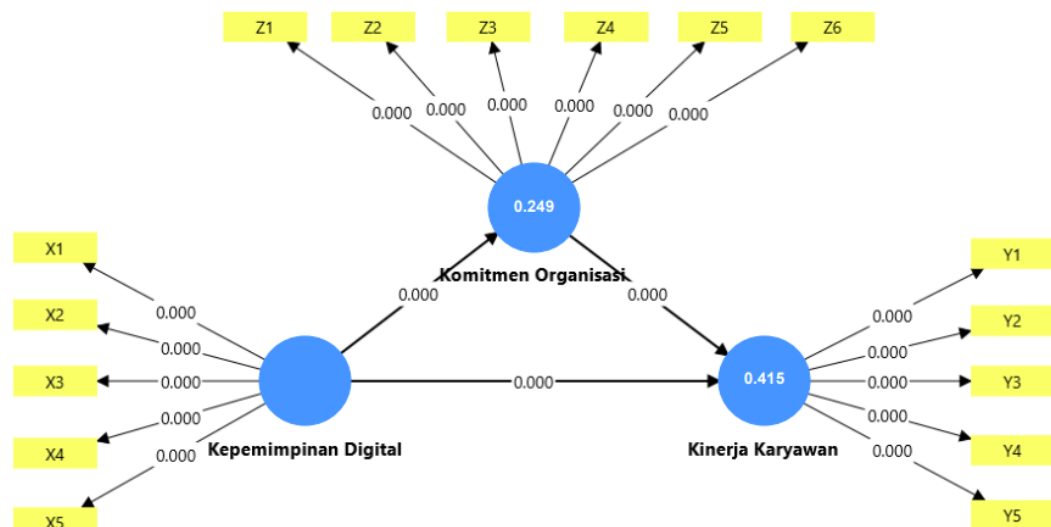 Z1
Z2
Z3
Z4
Z5
Z6
0.000
0.000
0.000
0.000
0.000
0.000
0.249
Komitmen Organisasi
X1
X2
X3
X4
X5
0.000
0.000
0.000
0.000
0.000
0.000
0.000
0.000
Kepemimpinan Digital
0.415
Kinerja Karyawan
0.000
0.000
0.000
0.000
0.000
Y1
Y2
Y3
Y4
Y5